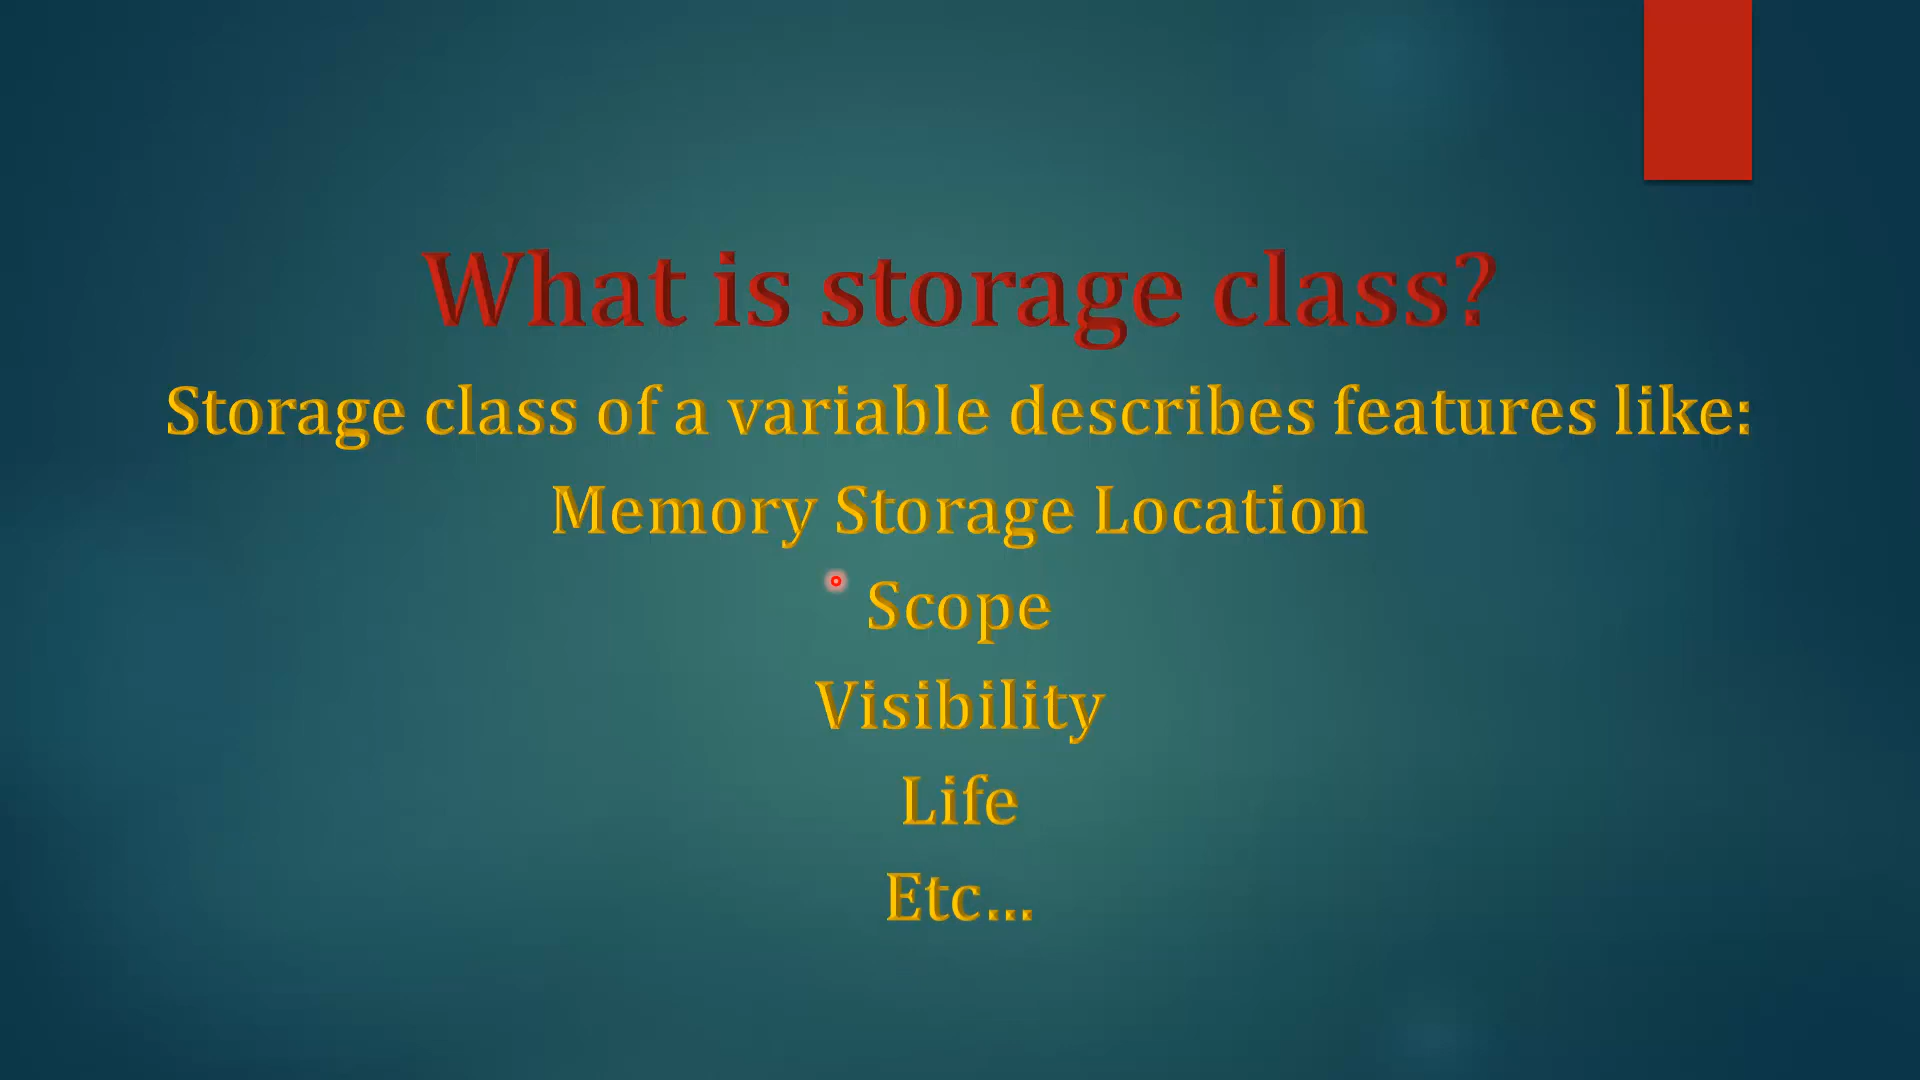 What is storage class?
Storage class of a variable describes features like:
Memory Storage Location
Scope
Visibility
Life
Etc...